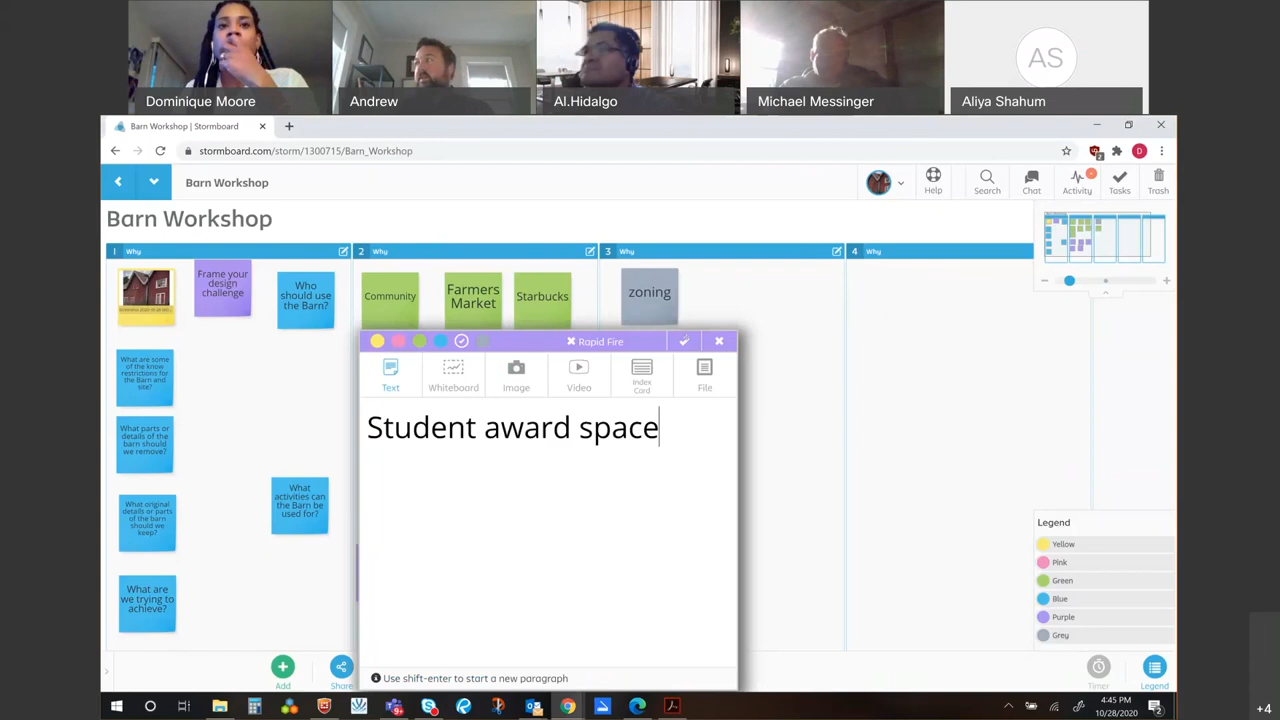 AS
Dominique Moore
Andrew
Al.Hidalgo
Michael Messinger
Aliya Shahum
Barn Workshop | Stormboard
stormboard.com/storm/1300715/Barn_Workshop
D
Barn Workshop
Help
Search
Chat
Activity
Tasks
Trash
Barn Workshop
1 Why
2 Why
3 Why
4 Why
Frame your
design
challenge
Who
should use
the Barn?
Community
Farmers
Market
Starbucks
zoning
What are
some of the
know
restrictions for
the Barn and
site?
What parts or
details of the
barn should
we remove?
What original
details or parts
of the barn
should we
keep?
What
activities can
the Barn be
used for?
What are
we trying to
achieve?
Rapid Fire
Text
Whiteboard
Image
Video
Index
Card
File
Student award space
Use shift-enter to start a new paragraph
Legend
Yellow
Pink
Green
Blue
Purple
Grey
Add
Share
Timer
Legend
4:45 PM
10/28/2020
2
+4